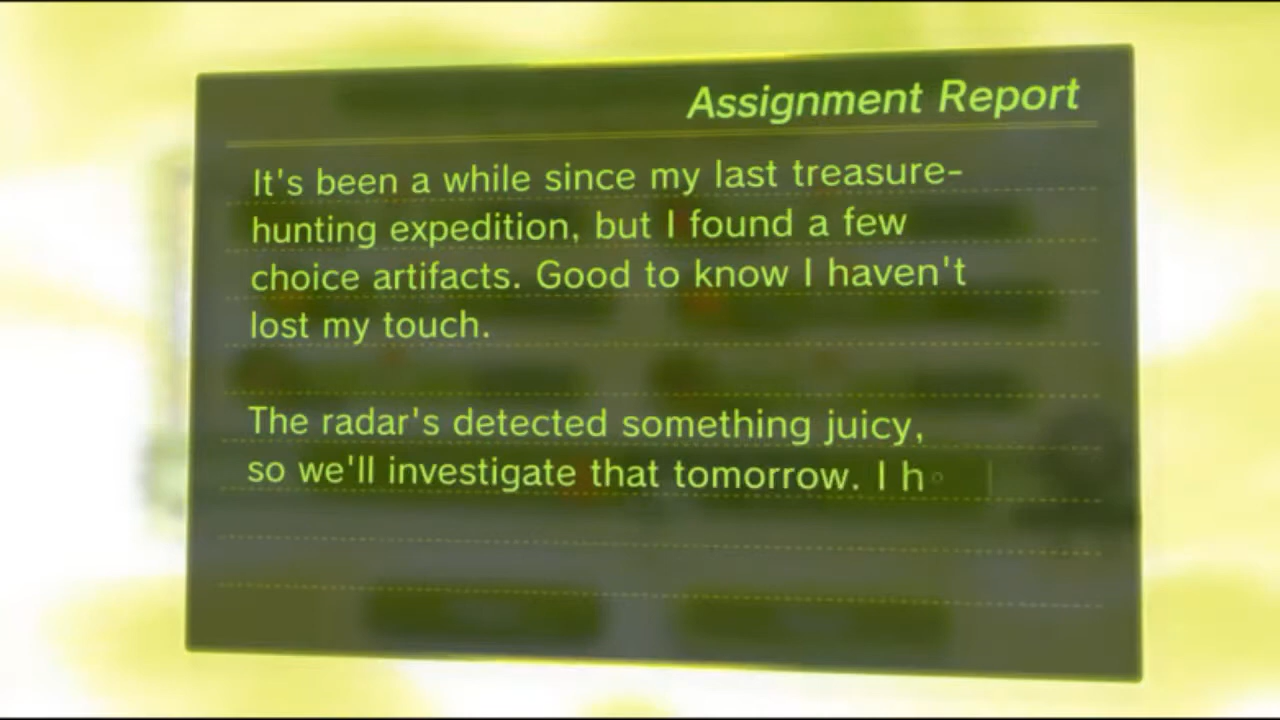 Assignment Report
It's been a while since my last treasure-
hunting expedition, but I found a few
choice artifacts. Good to know I haven't
lost my touch.
The radar's detected something juicy,
so we'll investigate that tomorrow. I h